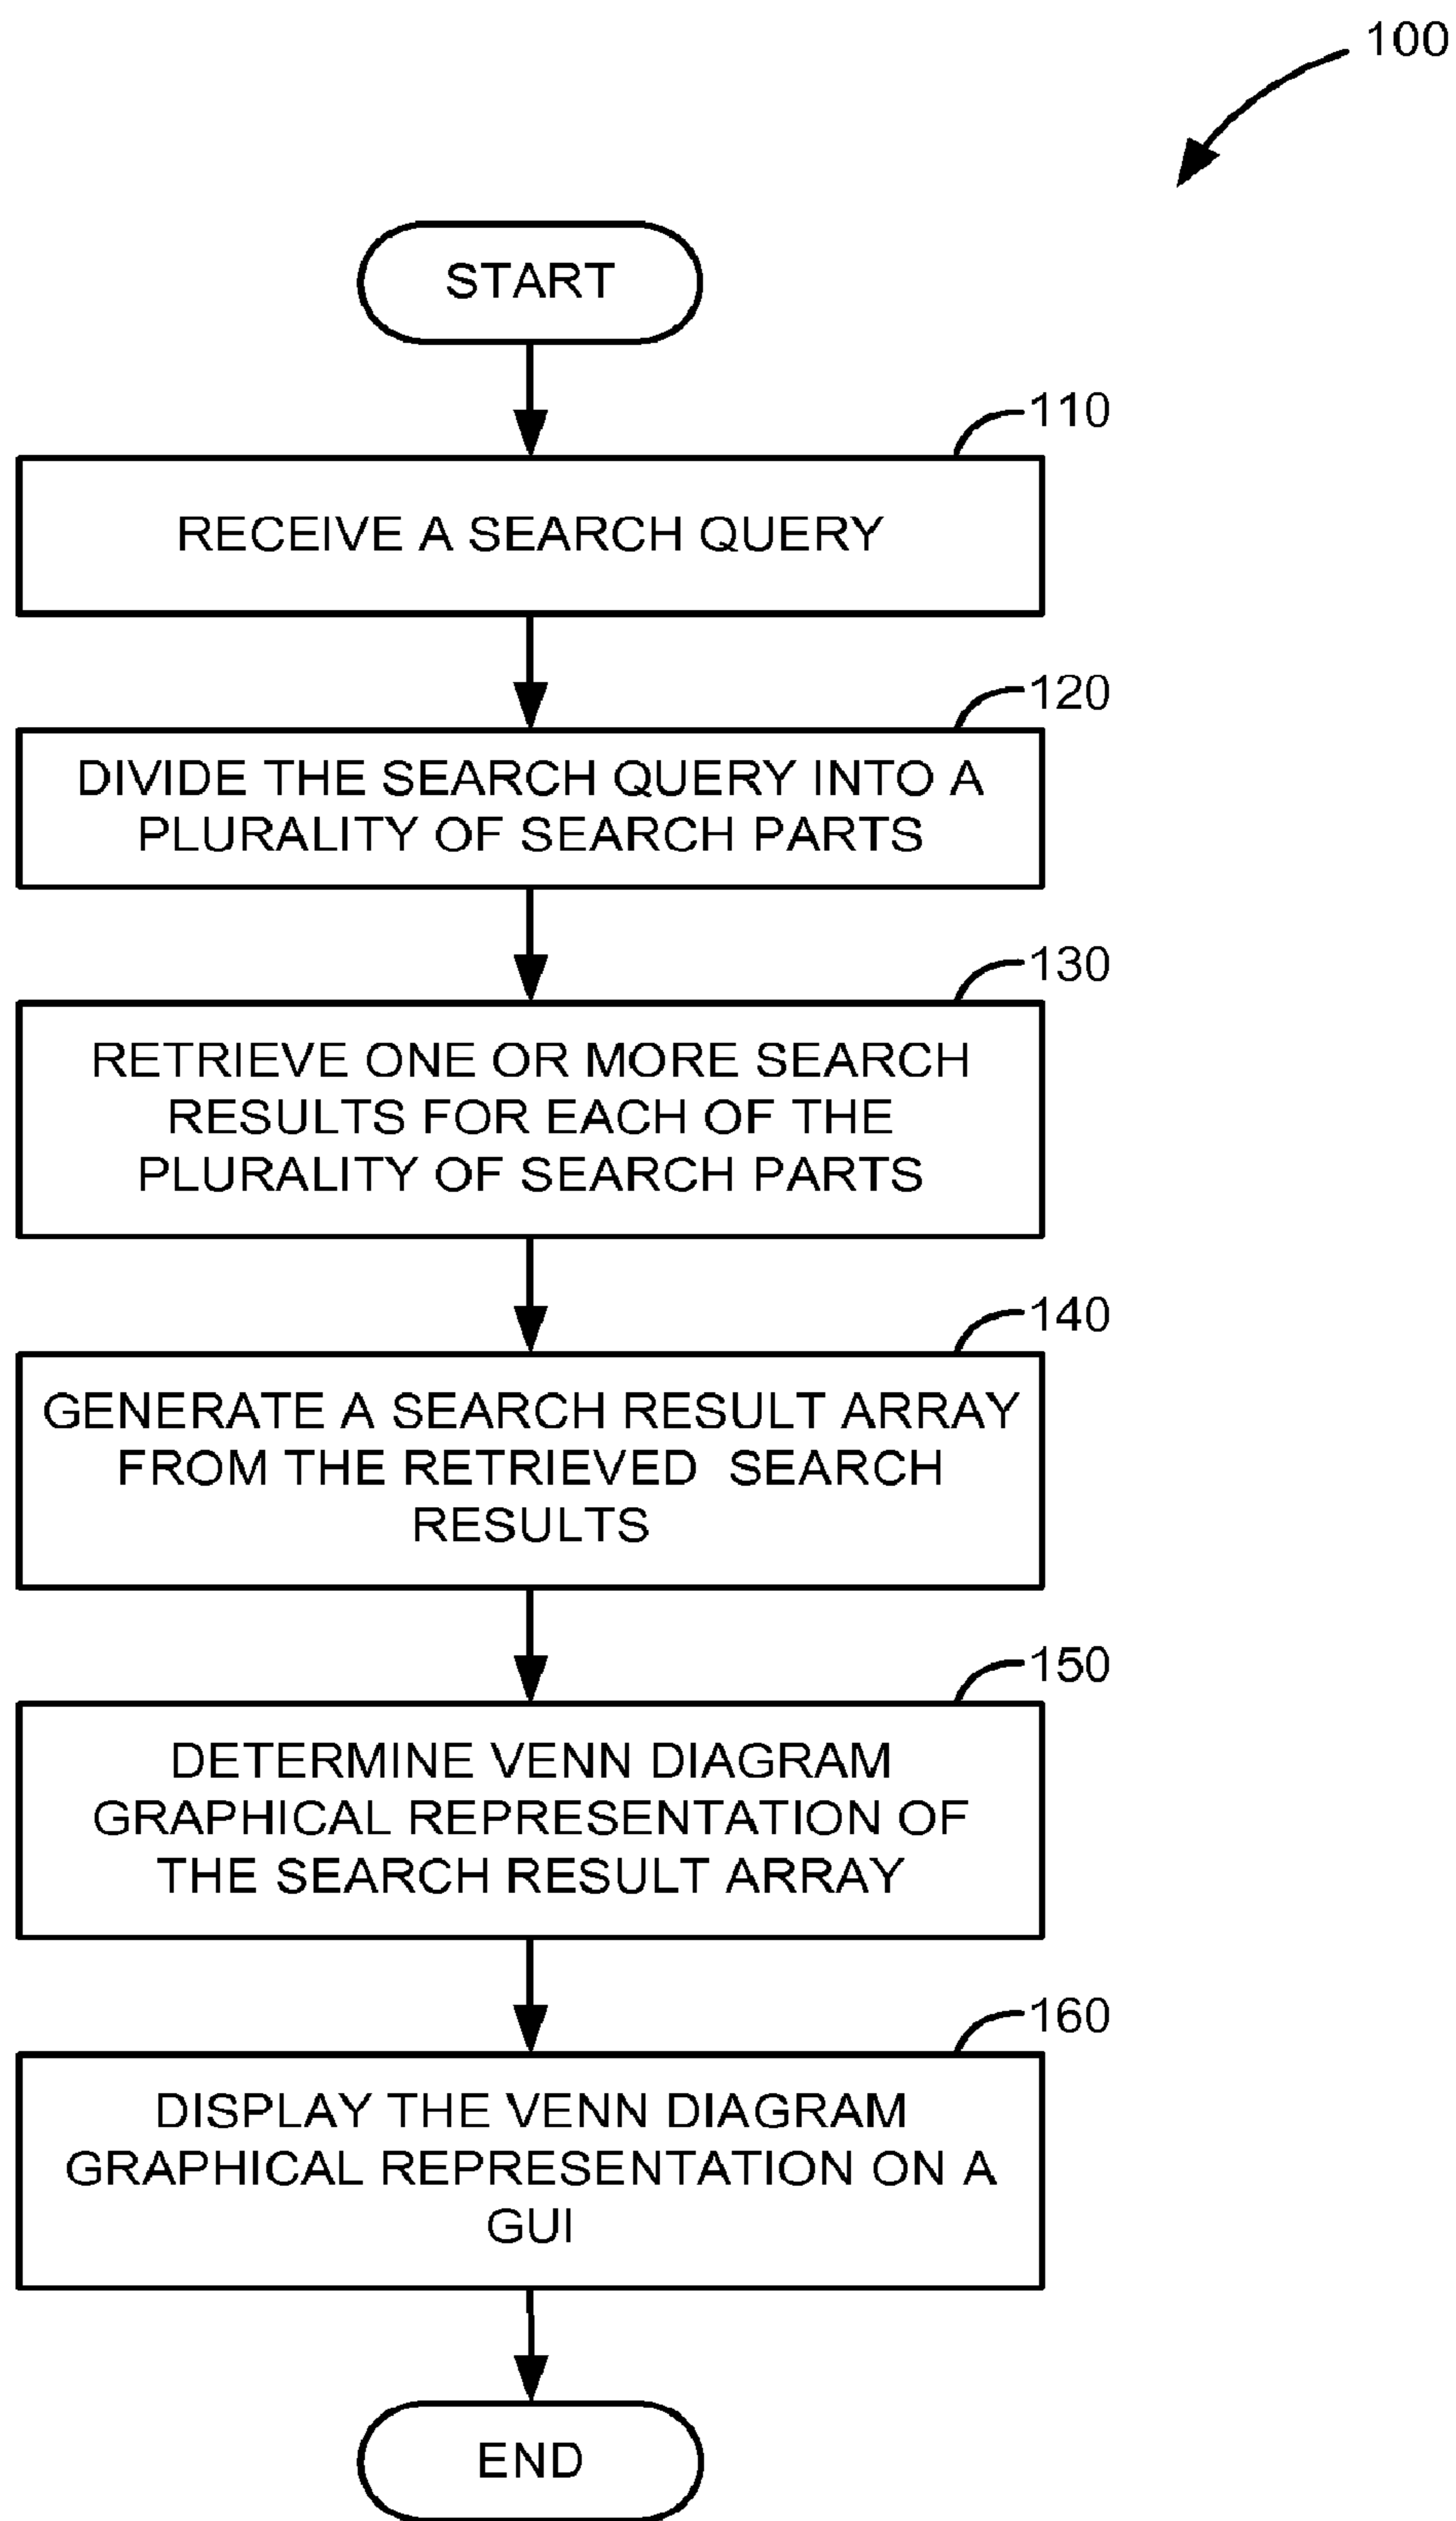 100
START
110
RECEIVE A SEARCH QUERY
120
DIVIDE THE SEARCH QUERY INTO A
PLURALITY OF SEARCH PARTS
130
RETRIEVE ONE OR MORE SEARCH
RESULTS FOR EACH OF THE
PLURALITY OF SEARCH PARTS
140
GENERATE A SEARCH RESULT ARRAY
FROM THE RETRIEVED SEARCH
RESULTS
150
DETERMINE VENN DIAGRAM
GRAPHICAL REPRESENTATION OF
THE SEARCH RESULT ARRAY
160
DISPLAY THE VENN DIAGRAM
GRAPHICAL REPRESENTATION ON A
GUI
END